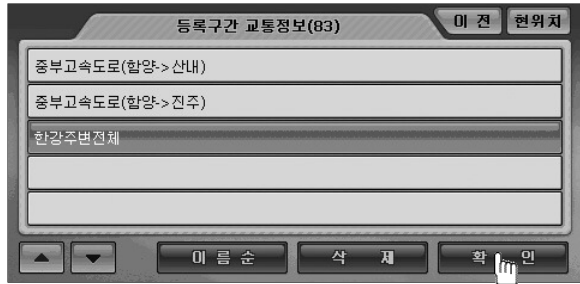 등록구간 교통정보(83)
이 전
현위치
중부고속도로(함양->산내)
중부고속도로(함양->진주)
한강주변전체
이 름 순
삭 제
확 인